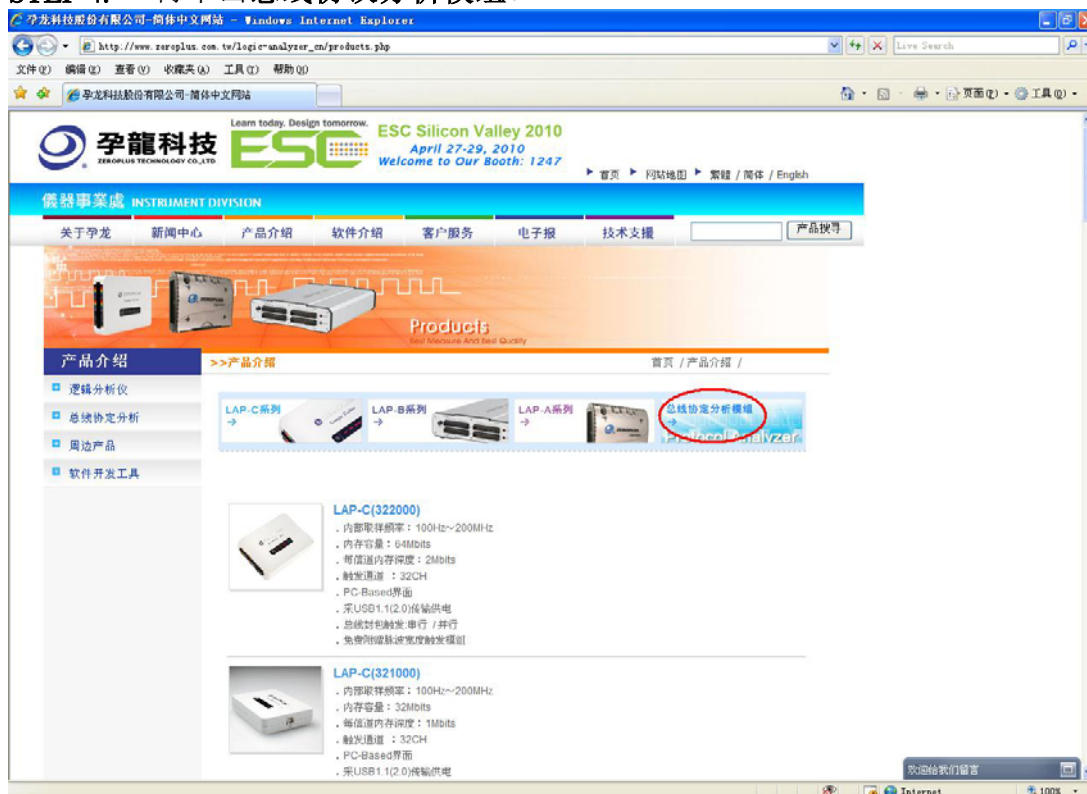 孕龙科技股份有限公司-简体中文网站 - Windows Internet Explorer
http://www.zeroplus.com.tw/logic-analyzer_cn/products.php
Live Search
文件(F) 编辑(E) 查看(V) 收藏夹(A) 工具(T) 帮助(H)
孕龙科技股份有限公司-简体中文网站
页面(P) 工具(O)
孕龍科技
ZEROPLUS TECHNOLOGY CO.,LTD
Learn today. Design tomorrow.
ESC
ESC Silicon Valley 2010
April 27-29, 2010
Welcome to Our Booth: 1247
首页 网站地图 繁體 / 简体 / English
儀器事業處 INSTRUMENT DIVISION
关于孕龙 新闻中心 产品介绍 软件介绍 客户服务 电子报 技术支援 产品搜寻
Products
Best Measure And Best Quality
产品介绍
>>产品介绍
首页 / 产品介绍 /
逻辑分析仪
总线协定分析
周边产品
软件开发工具
LAP-C系列
LAP-B系列
LAP-A系列
总线协定分析模组
Protocol Analyzer
LAP-C(322000)
. 内部取样频率：100Hz～200MHz
. 内存容量：64Mbits
. 每信道内存深度：2Mbits
. 触发通道 ：32CH
. PC-Based界面
. 采USB1.1(2.0)传输供电
. 总线封包触发:串行 /并行
. 免费附赠脉波宽度触发模组
LAP-C(321000)
. 内部取样频率：100Hz～200MHz
. 内存容量：32Mbits
. 每信道内存深度：1Mbits
. 触发通道 ：32CH
. PC-Based界面
. 采USB1.1(2.0)传输供电
欢迎给我们留言
Internet
100%